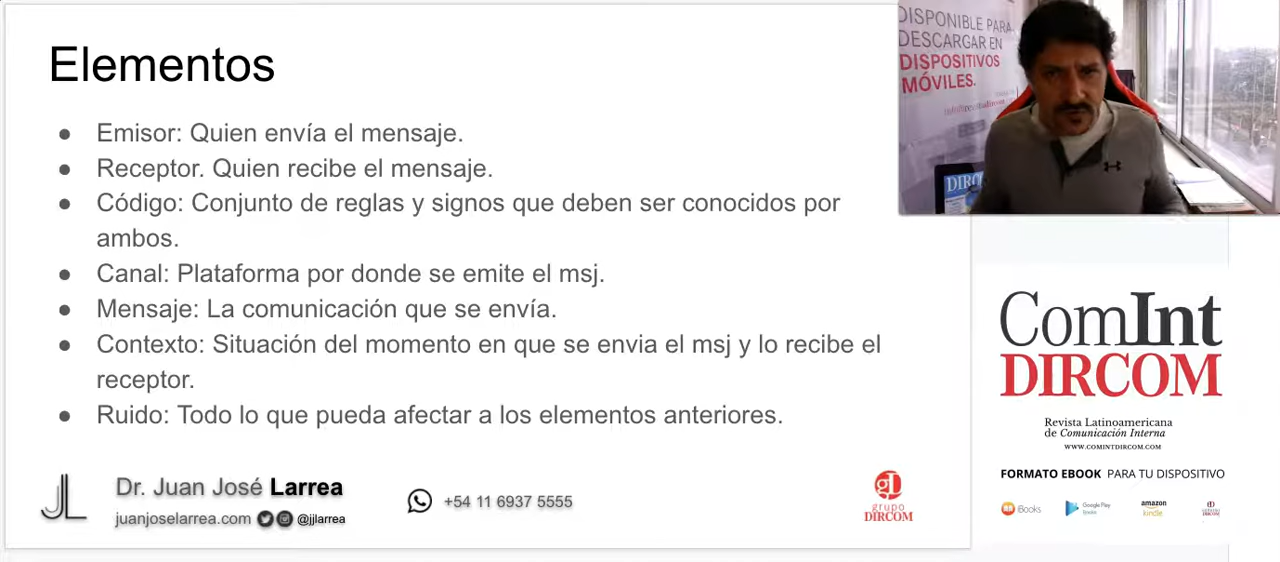 Elementos
● Emisor: Quien envía el mensaje.
● Receptor. Quien recibe el mensaje.
● Código: Conjunto de reglas y signos que deben ser conocidos por
ambos.
● Canal: Plataforma por donde se emite el msj.
● Mensaje: La comunicación que se envía.
● Contexto: Situación del momento en que se envia el msj y lo recibe el
receptor.
● Ruido: Todo lo que pueda afectar a los elementos anteriores.
JL
Dr. Juan José Larrea
juanjoselarrea.com @jjlarrea
+54 11 6937 5555
grupo
DIRCOM
DISPONIBLE PARA
DESCARGAR EN
DISPOSITIVOS
MÓVILES.
ComInt
DIRCOM
Revista Latinoamericana
de Comunicación Interna
WWW.COMINTDIRCOM.COM
FORMATO EBOOK PARA TU DISPOSITIVO
iBooks
Google Play
Books
amazon
kindle